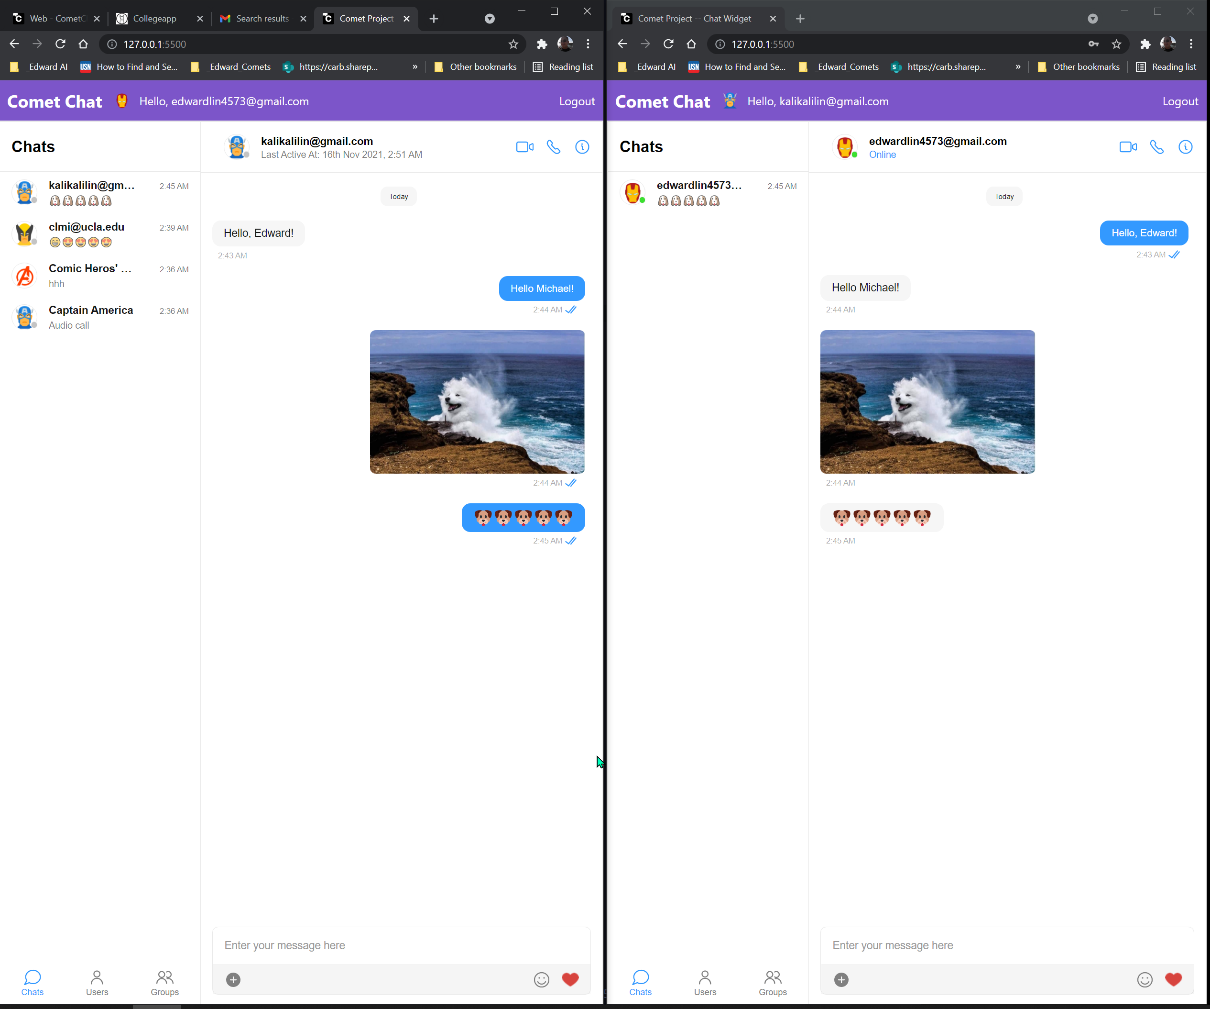 Web - CometC
Collegeapp
Search results
Comet Project
127.0.0.1:5500
Edward AI
How to Find and Se...
Edward Comets
https://carb.sharep...
»
Other bookmarks
Reading list
Comet Chat
Hello, edwardlin4573@gmail.com
Logout
Chats
kalikalilin@gm...
2:45 AM
clmi@ucla.edu
2:39 AM
Comic Heros' ...
2:36 AM
hhh
Captain America
2:36 AM
Audio call
kalikalilin@gmail.com
Last Active At: 16th Nov 2021, 2:51 AM
Today
Hello, Edward!
2:43 AM
Hello Michael!
2:44 AM
2:44 AM
2:45 AM
Enter your message here
Chats
Users
Groups
Comet Project - Chat Widget
127.0.0.1:5500
Edward AI
How to Find and Se...
Edward Comets
https://carb.sharep...
»
Other bookmarks
Reading list
Comet Chat
Hello, kalikalilin@gmail.com
Logout
Chats
edwardlin4573...
2:45 AM
edwardlin4573@gmail.com
Online
Today
Hello, Edward!
2:43 AM
Hello Michael!
2:44 AM
2:44 AM
2:45 AM
Enter your message here
Chats
Users
Groups